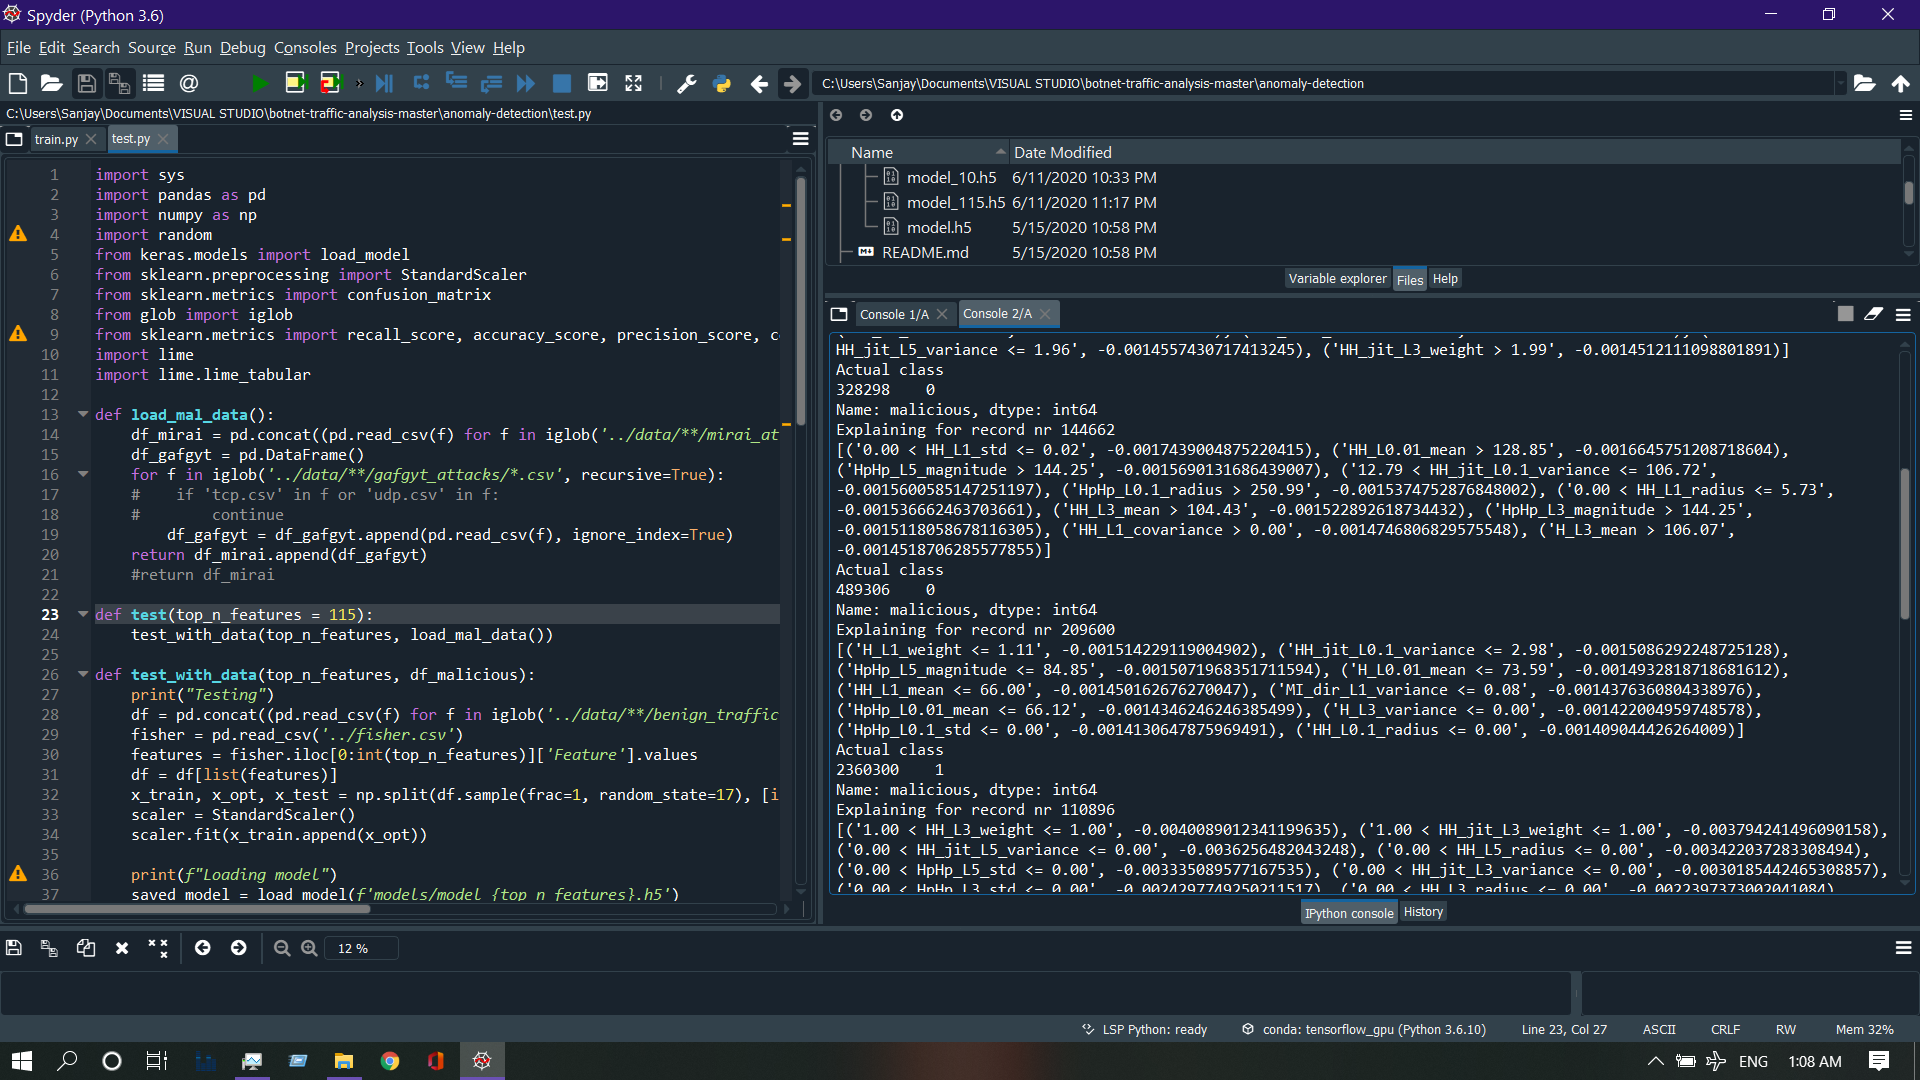 Spyder (Python 3.6)
File Edit Search Source Run Debug Consoles Projects Tools View Help
C:\Users\Sanjay\Documents\VISUAL STUDIO\botnet-traffic-analysis-master\anomaly-detection
C:\Users\Sanjay\Documents\VISUAL STUDIO\botnet-traffic-analysis-master\anomaly-detection\test.py
train.py test.py
1 import sys
2 import pandas as pd
3 import numpy as np
4 import random
5 from keras.models import load_model
6 from sklearn.preprocessing import StandardScaler
7 from sklearn.metrics import confusion_matrix
8 from glob import iglob
9 from sklearn.metrics import recall_score, accuracy_score, precision_score, c
10 import lime
11 import lime.lime_tabular
12
13 def load_mal_data():
14 df_mirai = pd.concat((pd.read_csv(f) for f in iglob('../data/**/mirai_at
15 df_gafgyt = pd.DataFrame()
16 for f in iglob('../data/**/gafgyt_attacks/*.csv', recursive=True):
17 # if 'tcp.csv' in f or 'udp.csv' in f:
18 # continue
19 df_gafgyt = df_gafgyt.append(pd.read_csv(f), ignore_index=True)
20 return df_mirai.append(df_gafgyt)
21 #return df_mirai
22
23 def test(top_n_features = 115):
24 test_with_data(top_n_features, load_mal_data())
25
26 def test_with_data(top_n_features, df_malicious):
27 print("Testing")
28 df = pd.concat((pd.read_csv(f) for f in iglob('../data/**/benign_traffic
29 fisher = pd.read_csv('../fisher.csv')
30 features = fisher.iloc[0:int(top_n_features)]['Feature'].values
31 df = df[list(features)]
32 x_train, x_opt, x_test = np.split(df.sample(frac=1, random_state=17), [i
33 scaler = StandardScaler()
34 scaler.fit(x_train.append(x_opt))
35
36 print(f"Loading model")
37 saved_model = load_model(f'models/model_{top_n_features}.h5')
Name Date Modified
model_10.h5 6/11/2020 10:33 PM
model_115.h5 6/11/2020 11:17 PM
model.h5 5/15/2020 10:58 PM
README.md 5/15/2020 10:58 PM
Variable explorer Files Help
Console 1/A Console 2/A
HH_jit_L5_variance <= 1.96', -0.0014557430717413245), ('HH_jit_L3_weight > 1.99', -0.0014512111098801891)]
Actual class
328298 0
Name: malicious, dtype: int64
Explaining for record nr 144662
[('0.00 < HH_L1_std <= 0.02', -0.001743900487522​0415), ('HH_L0.01_mean > 128.85', -0.0016645751208718604),
('HpHp_L5_magnitude > 144.25', -0.0015690131686439007), ('12.79 < HH_jit_L0.1_variance <= 106.72',
-0.0015600585147251197), ('HpHp_L0.1_radius > 250.99', -0.0015374752876848002), ('0.00 < HH_L1_radius <= 5.73',
-0.001536662463703661), ('HH_L3_mean > 104.43', -0.001522892618734432), ('HpHp_L3_magnitude > 144.25',
-0.0015118058678116305), ('HH_L1_covariance > 0.00', -0.0014746806829575548), ('H_L3_mean > 106.07',
-0.0014518706285577855)]
Actual class
489306 0
Name: malicious, dtype: int64
Explaining for record nr 209600
[('H_L1_weight <= 1.11', -0.001514229119004902), ('HH_jit_L0.1_variance <= 2.98', -0.0015086292248725128),
('HpHp_L5_magnitude <= 84.85', -0.0015071968351711594), ('H_L0.01_mean <= 73.59', -0.0014932818718681612),
('HH_L1_mean <= 66.00', -0.001450162676270047), ('MI_dir_L1_variance <= 0.08', -0.0014376360804338976),
('HpHp_L0.01_mean <= 66.12', -0.0014346246246385499), ('H_L3_variance <= 0.00', -0.001422004959748578),
('HpHp_L0.1_std <= 0.00', -0.0014130647875969491), ('HH_L0.1_radius <= 0.00', -0.001409044426264009)]
Actual class
2360300 1
Name: malicious, dtype: int64
Explaining for record nr 110896
[('1.00 < HH_L3_weight <= 1.00', -0.0040089012341199635), ('1.00 < HH_jit_L3_weight <= 1.00', -0.003794241496090158),
('0.00 < HH_jit_L5_variance <= 0.00', -0.0036256482043248), ('0.00 < HH_L5_radius <= 0.00', -0.003422037283308494),
('0.00 < HpHp_L5_std <= 0.00', -0.003335089577167535), ('0.00 < HH_jit_L1_variance <= 0.00', -0.0030185442465308857),
('0.00 < HpHp_L3_std <= 0.00', -0.0024297749250211517), ('0.00 < HH_L3_radius <= 0.00', -0.0022397373002041084),
IPython console History
12 %
LSP Python: ready conda: tensorflow_gpu (Python 3.6.10) Line 23, Col 27 ASCII CRLF RW Mem 32%
ENG 1:08 AM